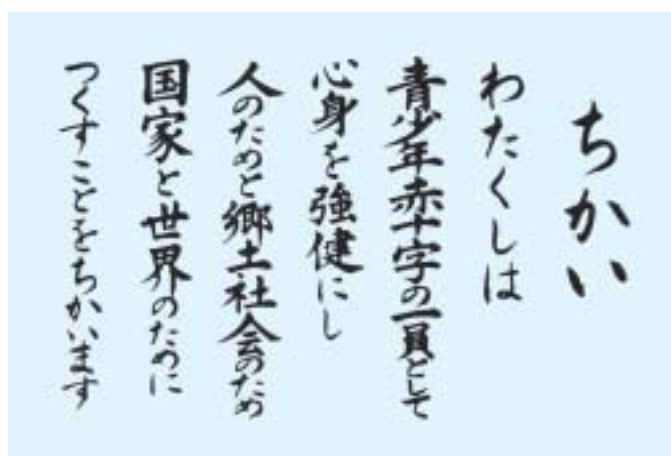 ちかい
わたくしは
青少年赤十字の一員として
心身を強健にし
人のためと郷土社会のため
国家と世界のために
つくすことをちかいます